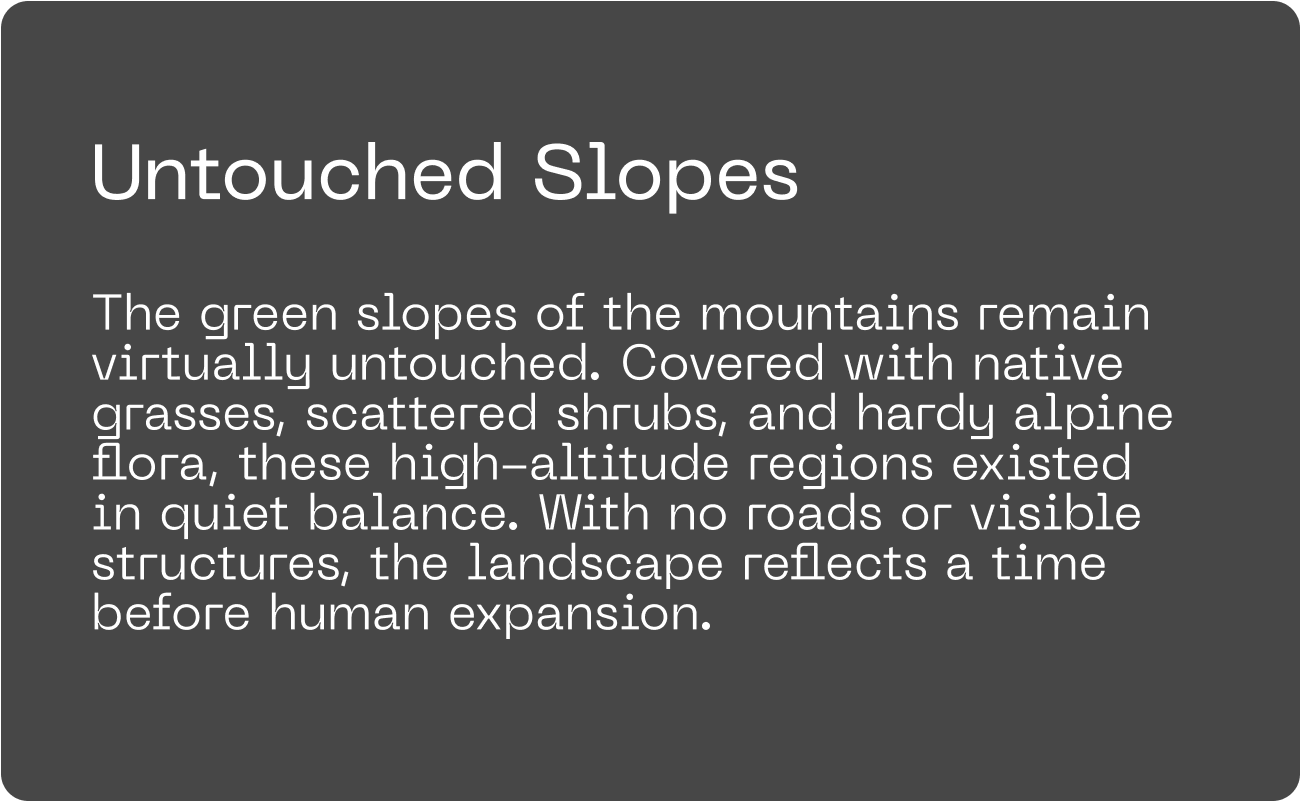 Untouched Slopes
The green slopes of the mountains remain
virtually untouched. Covered with native
grasses, scattered shrubs, and hardy alpine
flora, these high-altitude regions existed
in quiet balance. With no roads or visible
structures, the landscape reflects a time
before human expansion.